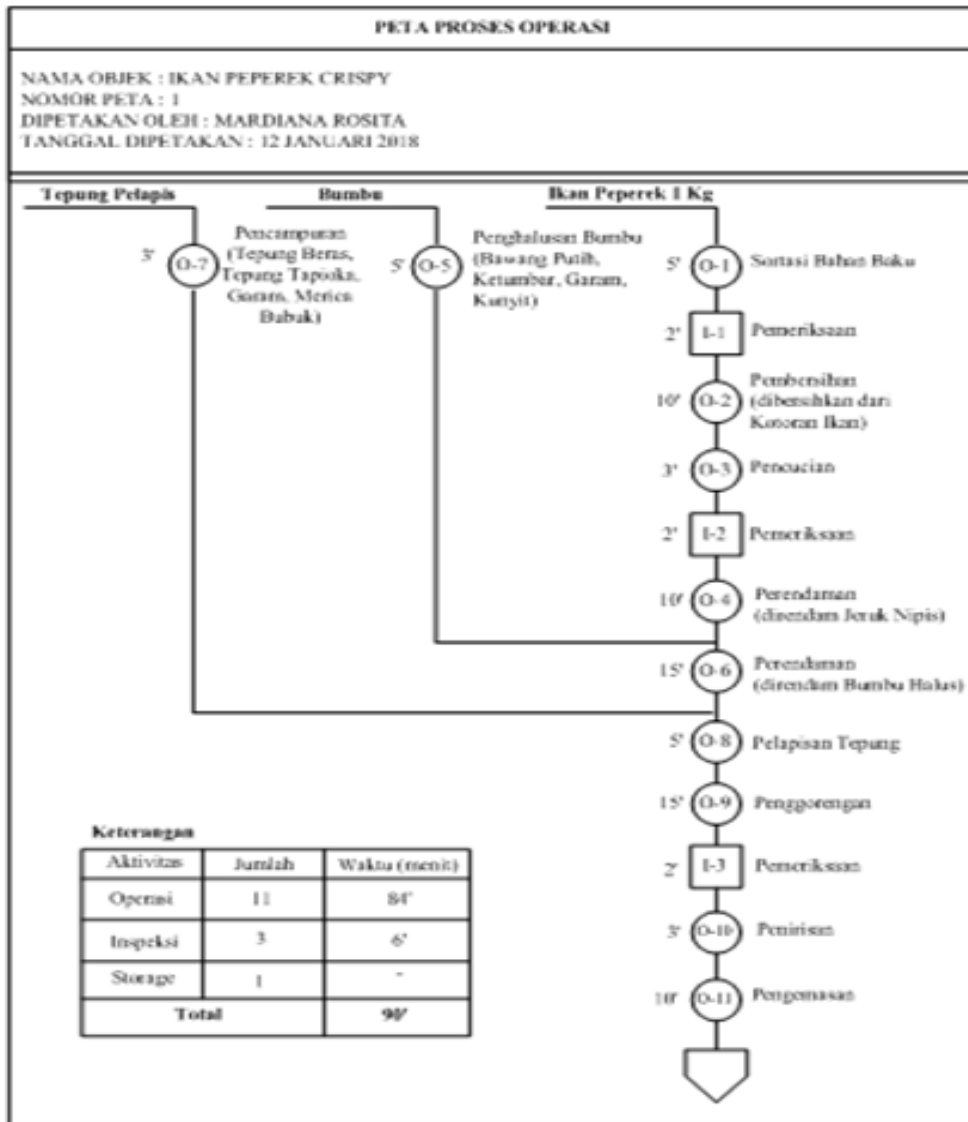 PETA PROSES OPERASI
NAMA OBJEK : IKAN PEPEREK CRISPY
NOMOR PETA : 1
DIPETAKAN OLEH : MARDIANA ROSITA
TANGGAL DIPETAKAN : 12 JANUARI 2018
Tepung Pelapis
3'
O-7
Pencampuran
(Tepung Beras,
Tepung Tapioka,
Garam, Merica
Bubuk)
Bumbu
5'
O-5
Penghalusan Bumbu
(Bawang Putih,
Ketumbar, Garam,
Kunyit)
Ikan Peperek 1 Kg
5' O-1 Sortasi Bahan Baku
2' I-1 Pemeriksaan
10' O-2 Pembersihan
(dibersihkan dari
Kotoran Ikan)
3' O-3 Pencucian
2' I-2 Pemeriksaan
10' O-4 Perendaman
(direndam Jeruk Nipis)
15' O-6 Perendaman
(direndam Bumbu Halus)
5' O-8 Pelapisan Tepung
15' O-9 Penggorengan
2' I-3 Pemeriksaan
3' O-10 Penirisan
10' O-11 Pengemasan
Keterangan
Aktivitas Jumlah Waktu (menit)
Operasi 11 84'
Inspeksi 3 6'
Storage 1 -
Total 90'